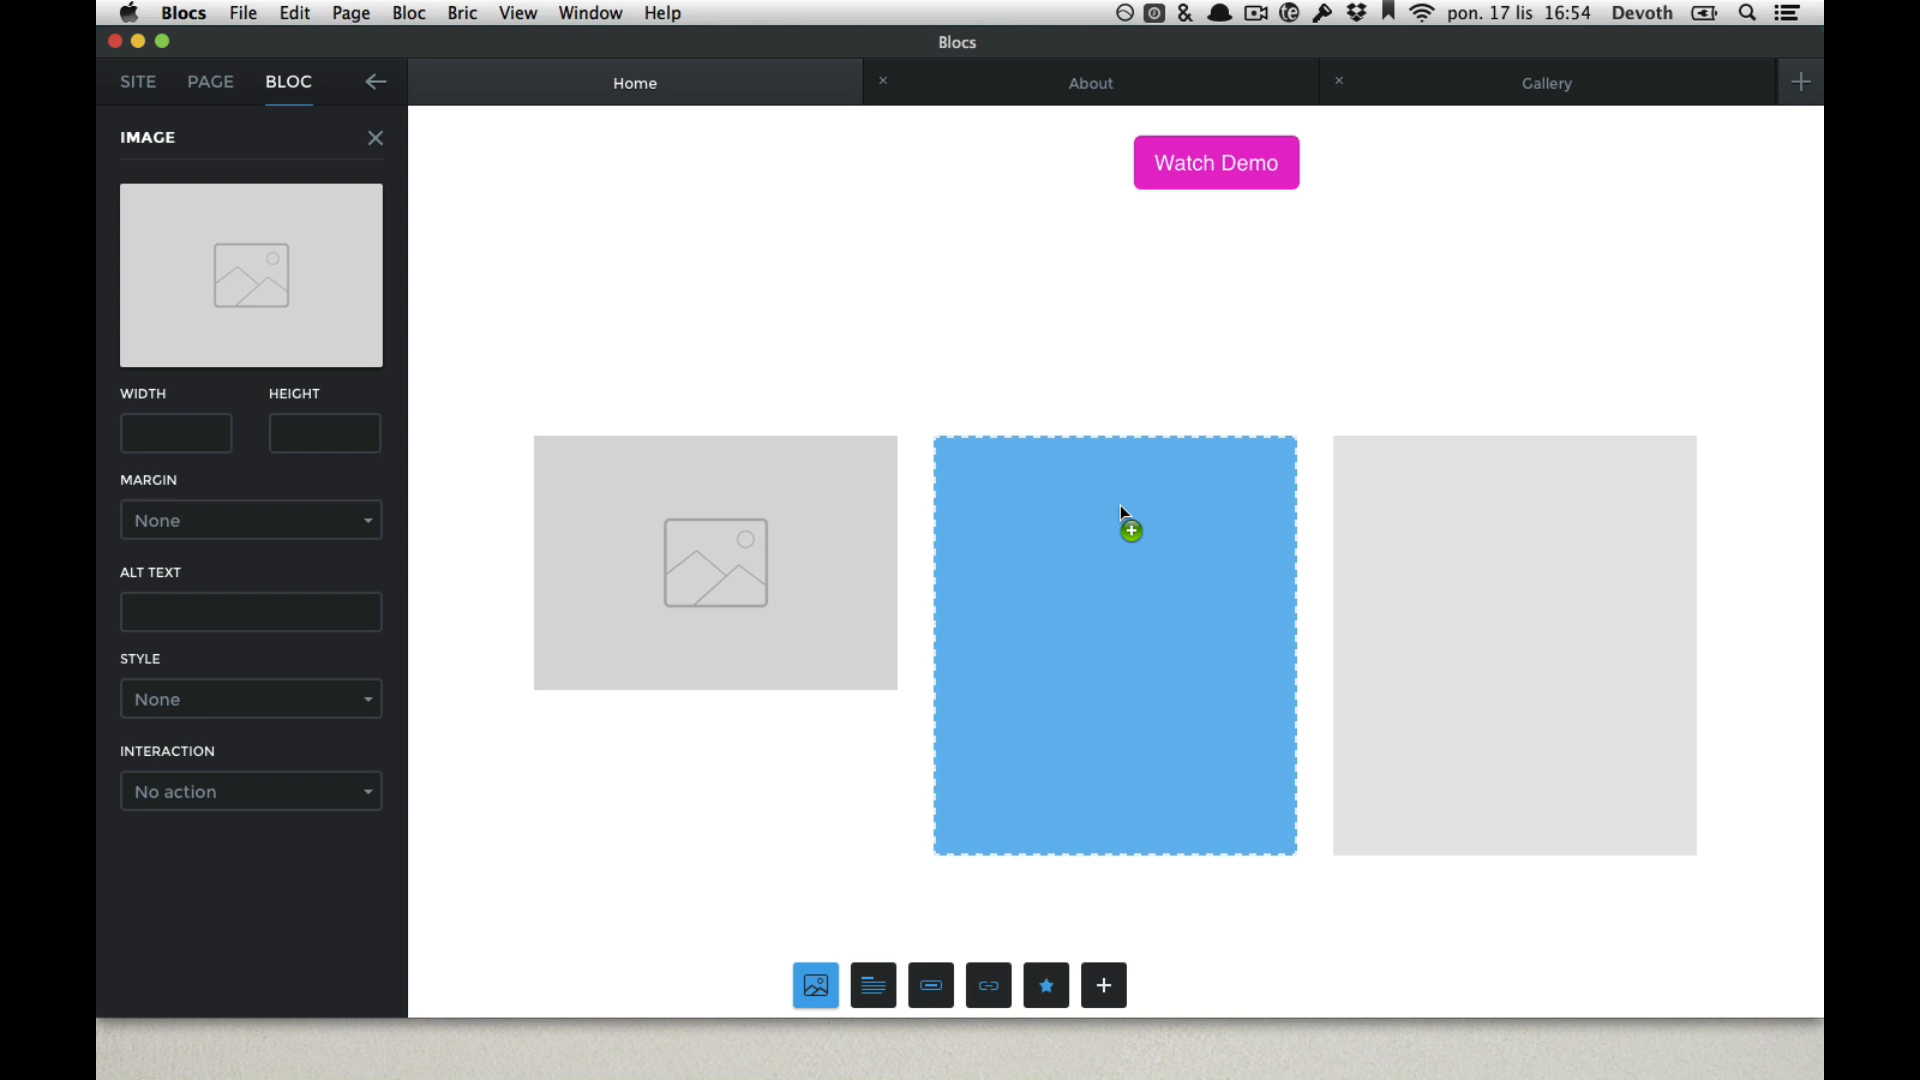 Blocs File Edit Page Bloc Bric View Window Help
pon. 17 lis 16:54 Devoth
Blocs
SITE PAGE BLOC
Home
About
Gallery
IMAGE
Watch Demo
WIDTH HEIGHT
MARGIN
None
ALT TEXT
STYLE
None
INTERACTION
No action